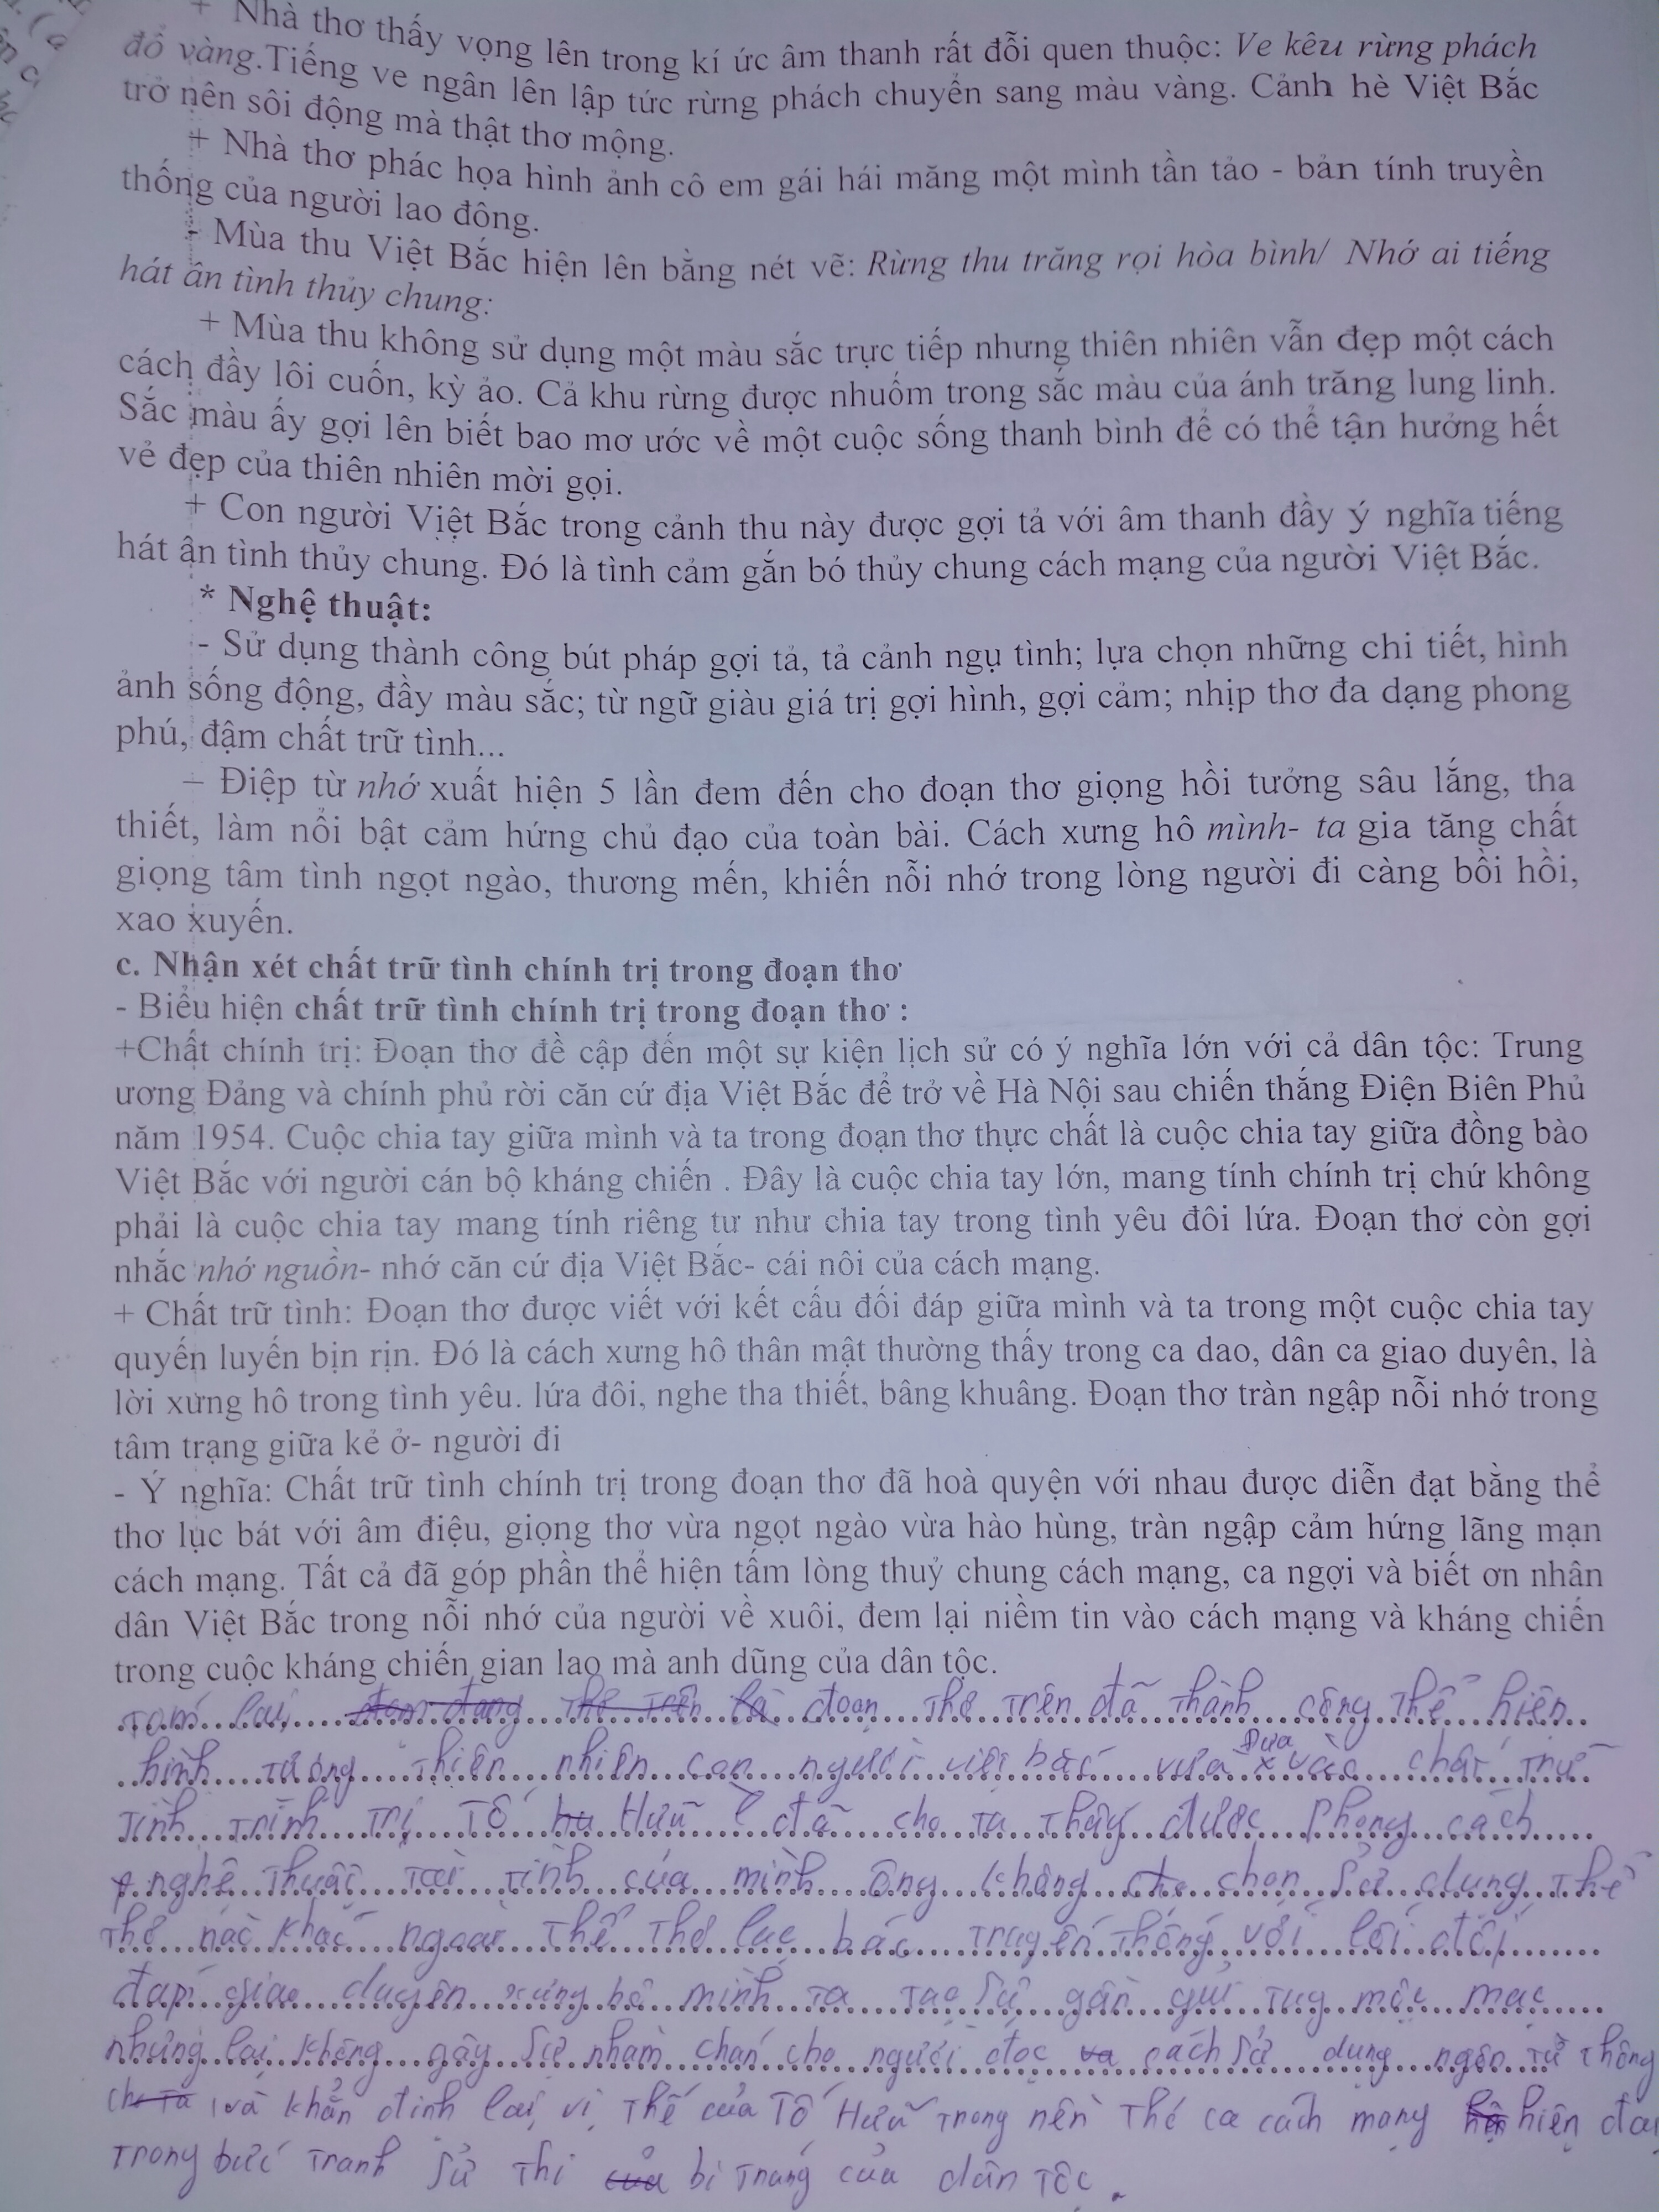 + Nhà thơ thấy vọng lên trong kí ức âm thanh rất đỗi quen thuộc: Ve kêu rừng phách
đổ vàng.Tiếng ve ngân lên lập tức rừng phách chuyển sang màu vàng. Cảnh hè Việt Bắc
trở nên sôi động mà thật thơ mộng.
+ Nhà thơ phác họa hình ảnh cô em gái hái măng một mình tần tảo - bản tính truyền
thống của người lao đông.
- Mùa thu Việt Bắc hiện lên bằng nét vẽ: Rừng thu trăng rọi hòa bình/ Nhớ ai tiếng
hát ân tình thủy chung:
+ Mùa thu không sử dụng một màu sắc trực tiếp nhưng thiên nhiên vẫn đẹp một cách
cách đầy lôi cuốn, kỳ ảo. Cả khu rừng được nhuốm trong sắc màu của ánh trăng lung linh.
Sắc màu ấy gợi lên biết bao mơ ước về một cuộc sống thanh bình để có thể tận hưởng hết
vẻ đẹp của thiên nhiên mời gọi.
+ Con người Việt Bắc trong cảnh thu này được gợi tả với âm thanh đầy ý nghĩa tiếng
hát ân tình thủy chung. Đó là tình cảm gắn bó thủy chung cách mạng của người Việt Bắc.
* Nghệ thuật:
- Sử dụng thành công bút pháp gợi tả, tả cảnh ngụ tình; lựa chọn những chi tiết, hình
ảnh sống động, đầy màu sắc; từ ngữ giàu giá trị gợi hình, gợi cảm; nhịp thơ đa dạng phong
phú, đậm chất trữ tình...
– Điệp từ nhớ xuất hiện 5 lần đem đến cho đoạn thơ giọng hồi tưởng sâu lắng, tha
thiết, làm nổi bật cảm hứng chủ đạo của toàn bài. Cách xưng hô mình- ta gia tăng chất
giọng tâm tình ngọt ngào, thương mến, khiến nỗi nhớ trong lòng người đi càng bồi hồi,
xao xuyến.
c. Nhận xét chất trữ tình chính trị trong đoạn thơ
- Biểu hiện chất trữ tình chính trị trong đoạn thơ :
+Chất chính trị: Đoạn thơ đề cập đến một sự kiện lịch sử có ý nghĩa lớn với cả dân tộc: Trung
ương Đảng và chính phủ rời căn cứ địa Việt Bắc để trở về Hà Nội sau chiến thắng Điện Biên Phủ
năm 1954. Cuộc chia tay giữa mình và ta trong đoạn thơ thực chất là cuộc chia tay giữa đồng bào
Việt Bắc với người cán bộ kháng chiến . Đây là cuộc chia tay lớn, mang tính chính trị chứ không
phải là cuộc chia tay mang tính riêng tư như chia tay trong tình yêu đôi lứa. Đoạn thơ còn gợi
nhắc nhớ nguồn- nhớ căn cứ địa Việt Bắc- cái nôi của cách mạng.
+ Chất trữ tình: Đoạn thơ được viết với kết cấu đối đáp giữa mình và ta trong một cuộc chia tay
quyến luyến bịn rịn. Đó là cách xưng hô thân mật thường thấy trong ca dao, dân ca giao duyên, là
lời xưng hô trong tình yêu. lứa đôi, nghe tha thiết, bâng khuâng. Đoạn thơ tràn ngập nỗi nhớ trong
tâm trạng giữa kẻ ở- người đi
- Ý nghĩa: Chất trữ tình chính trị trong đoạn thơ đã hoà quyện với nhau được diễn đạt bằng thể
thơ lục bát với âm điệu, giọng thơ vừa ngọt ngào vừa hào hùng, tràn ngập cảm hứng lãng mạn
cách mạng. Tất cả đã góp phần thể hiện tấm lòng thuỷ chung cách mạng, ca ngợi và biết ơn nhân
dân Việt Bắc trong nỗi nhớ của người về xuôi, đem lại niềm tin vào cách mạng và kháng chiến
trong cuộc kháng chiến gian lao mà anh dũng của dân tộc.
Tóm lại đoạn thơ trên đã thành công thể hiện
hình tượng thiên nhiên con người việt bắc vừa Đưa vào chất trữ
tình trính trị Tố Hữu đã cho ta thấy được phong cách
nghệ thuật tài tình của mình ông không chọn sử dụng thể
thơ nào khác ngoài thể thơ lục bác truyền thống với lối đối
đáp giao duyên xưng hô mình ta tạo sự gần gũi tuy mộc mạc
nhưng lại không gây sự nhàm chán cho người đọc cách sử dụng ngôn từ thông
và khẳn định lại vị thế của Tố Hữu trong nền thơ ca cách mạng hiện đại
trong bức tranh sử thi bi tráng của dân tộc.